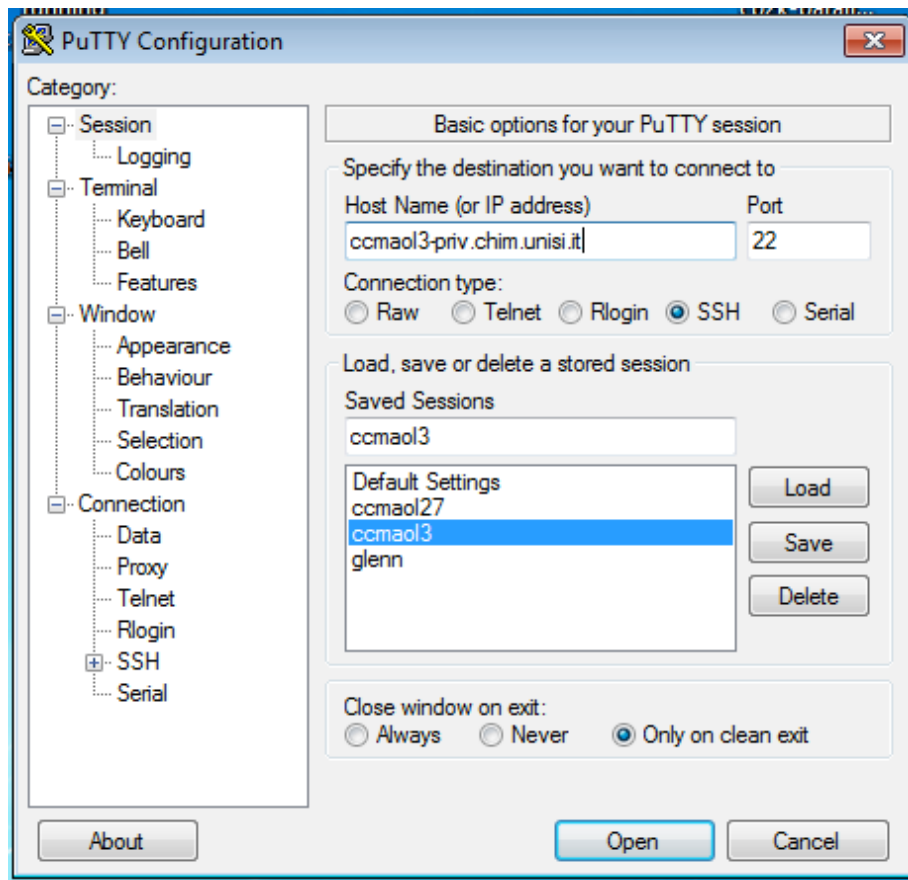 PuTTY Configuration
Category:
Session
Logging
Terminal
Keyboard
Bell
Features
Window
Appearance
Behaviour
Translation
Selection
Colours
Connection
Data
Proxy
Telnet
Rlogin
SSH
Serial
Basic options for your PuTTY session
Specify the destination you want to connect to
Host Name (or IP address) Port
ccmaol3-priv.chim.unisi.it 22
Connection type:
Raw Telnet Rlogin SSH Serial
Load, save or delete a stored session
Saved Sessions
ccmaol3
Default Settings
ccmaol27
ccmaol3
glenn
Load
Save
Delete
Close window on exit:
Always Never Only on clean exit
About Open Cancel